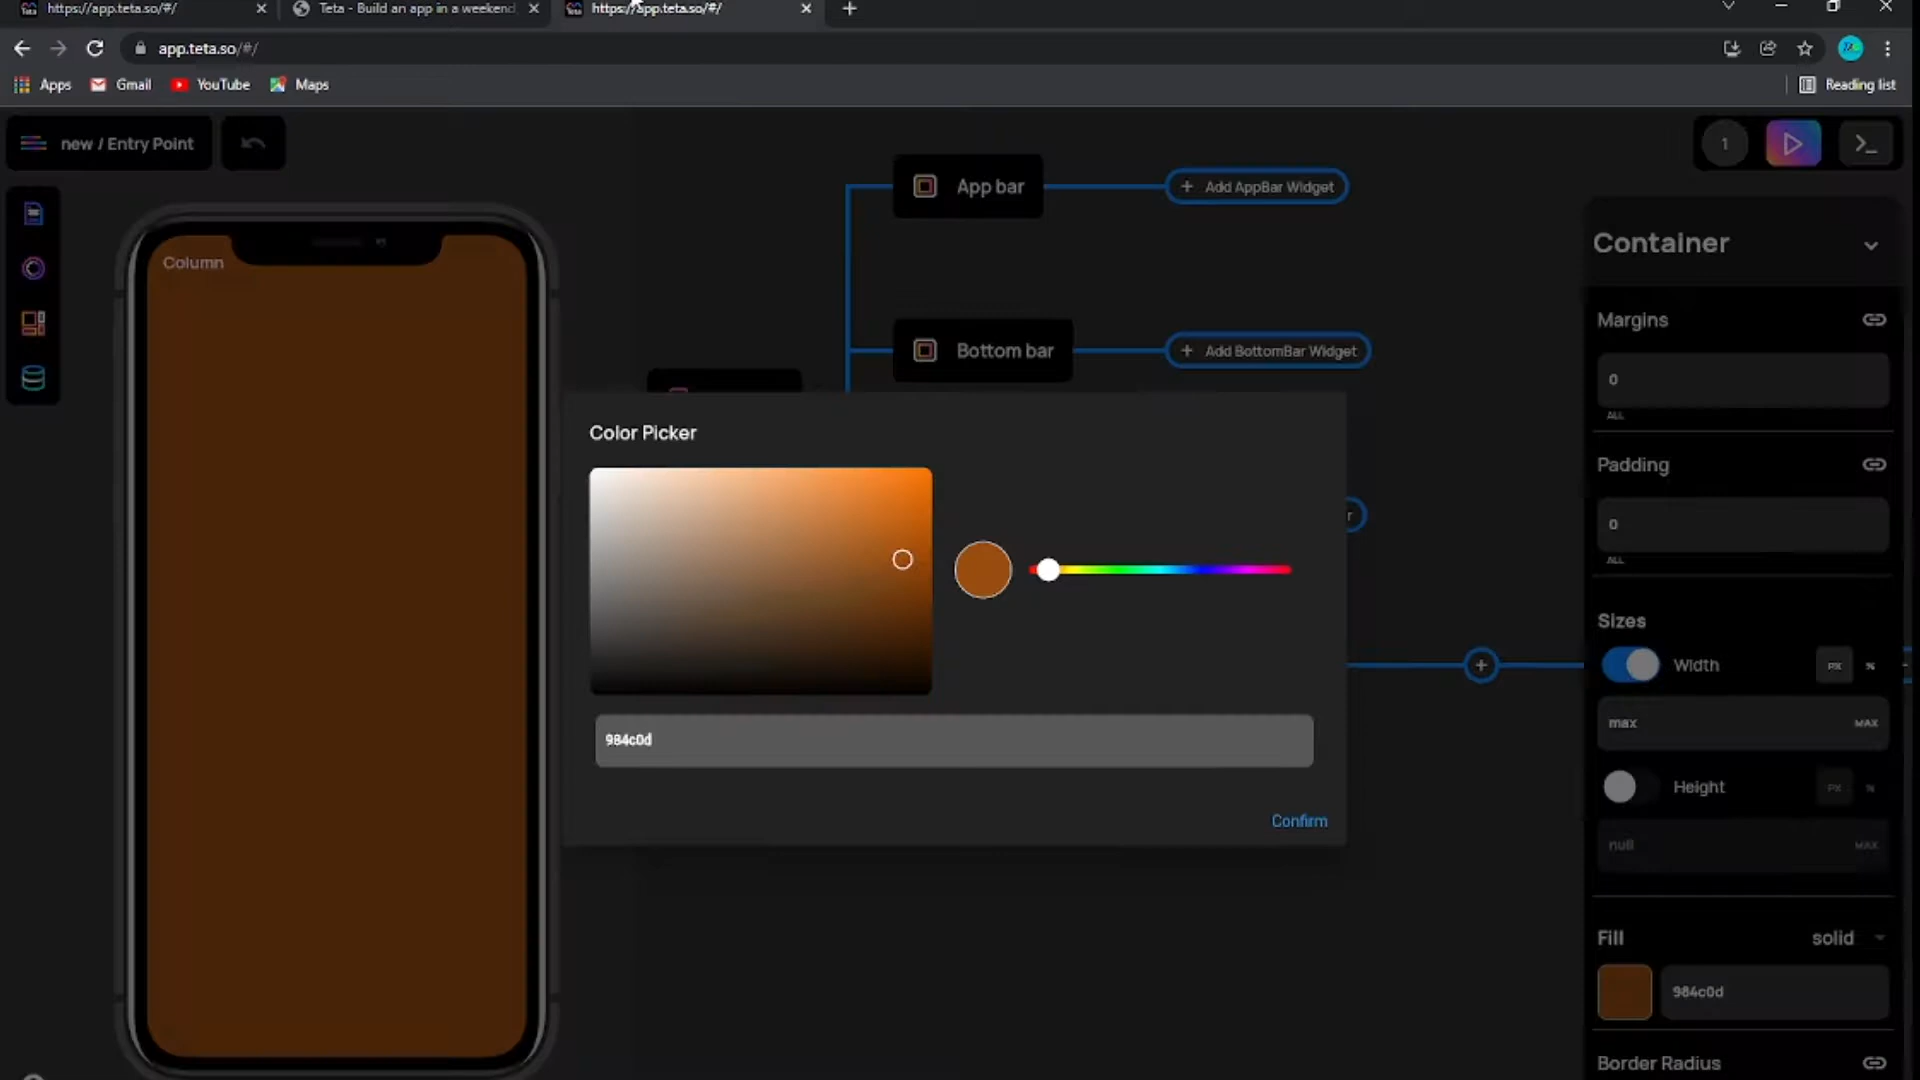 https://app.teta.so/#/
Teta - Build an app in a weekend
https://app.teta.so/#/
app.teta.so/#/
Apps
Gmail
YouTube
Maps
Reading list
new / Entry Point
1
App bar
+ Add AppBar Widget
Container
Column
Margins
0
ALL
Bottom bar
+ Add BottomBar Widget
Color Picker
Padding
0
ALL
r
Sizes
Width
PX
%
max
MAX
984c0d
Height
PX
%
Confirm
null
MAX
Fill
solid
984c0d
Border Radius